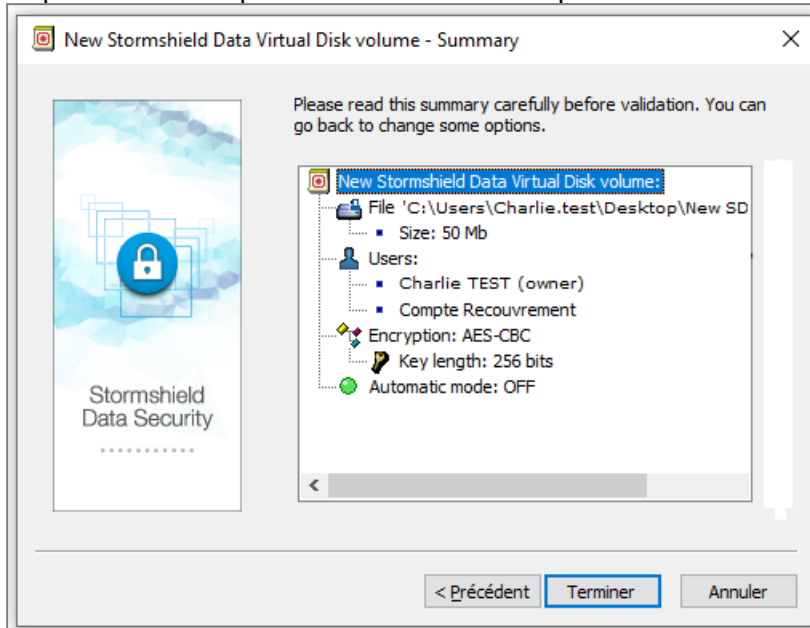 New Stormshield Data Virtual Disk volume - Summary
Please read this summary carefully before validation. You can
go back to change some options.
New Stormshield Data Virtual Disk volume:
File 'C:\Users\Charlie.test\Desktop\New SD
Size: 50 Mb
Users:
Charlie TEST (owner)
Compte Recouvrement
Encryption: AES-CBC
Key length: 256 bits
Automatic mode: OFF
Stormshield
Data Security
< Précédent
Terminer
Annuler